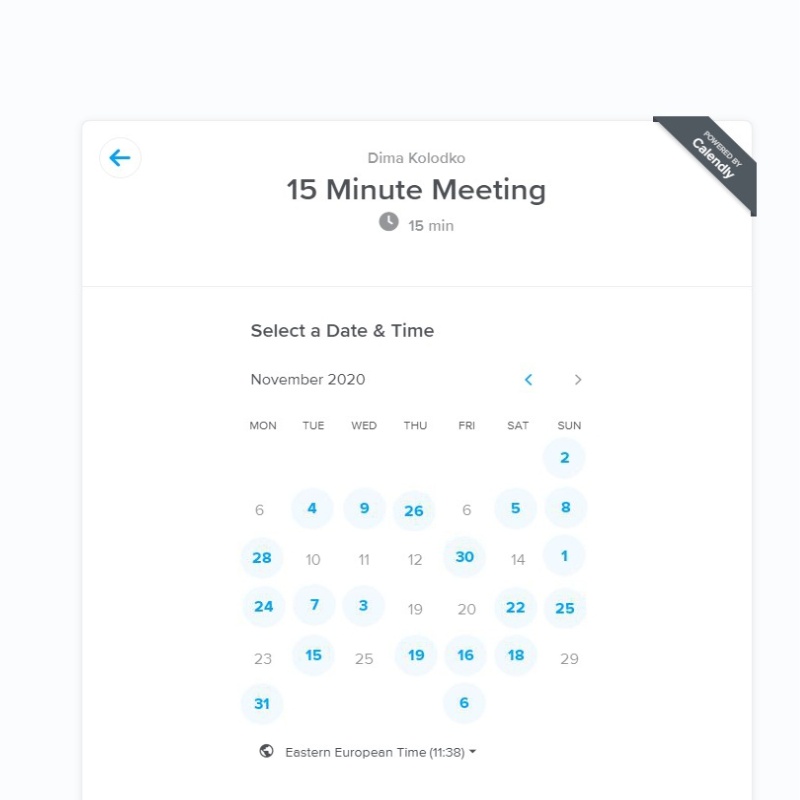 POWERED BY
Calendly
Dima Kolodko
15 Minute Meeting
15 min
Select a Date & Time
November 2020
MON TUE WED THU FRI SAT SUN
2
6 4 9 26 6 5 8
28 10 11 12 30 14 1
24 7 3 19 20 22 25
23 15 25 19 16 18 29
31 6
Eastern European Time (11:38)